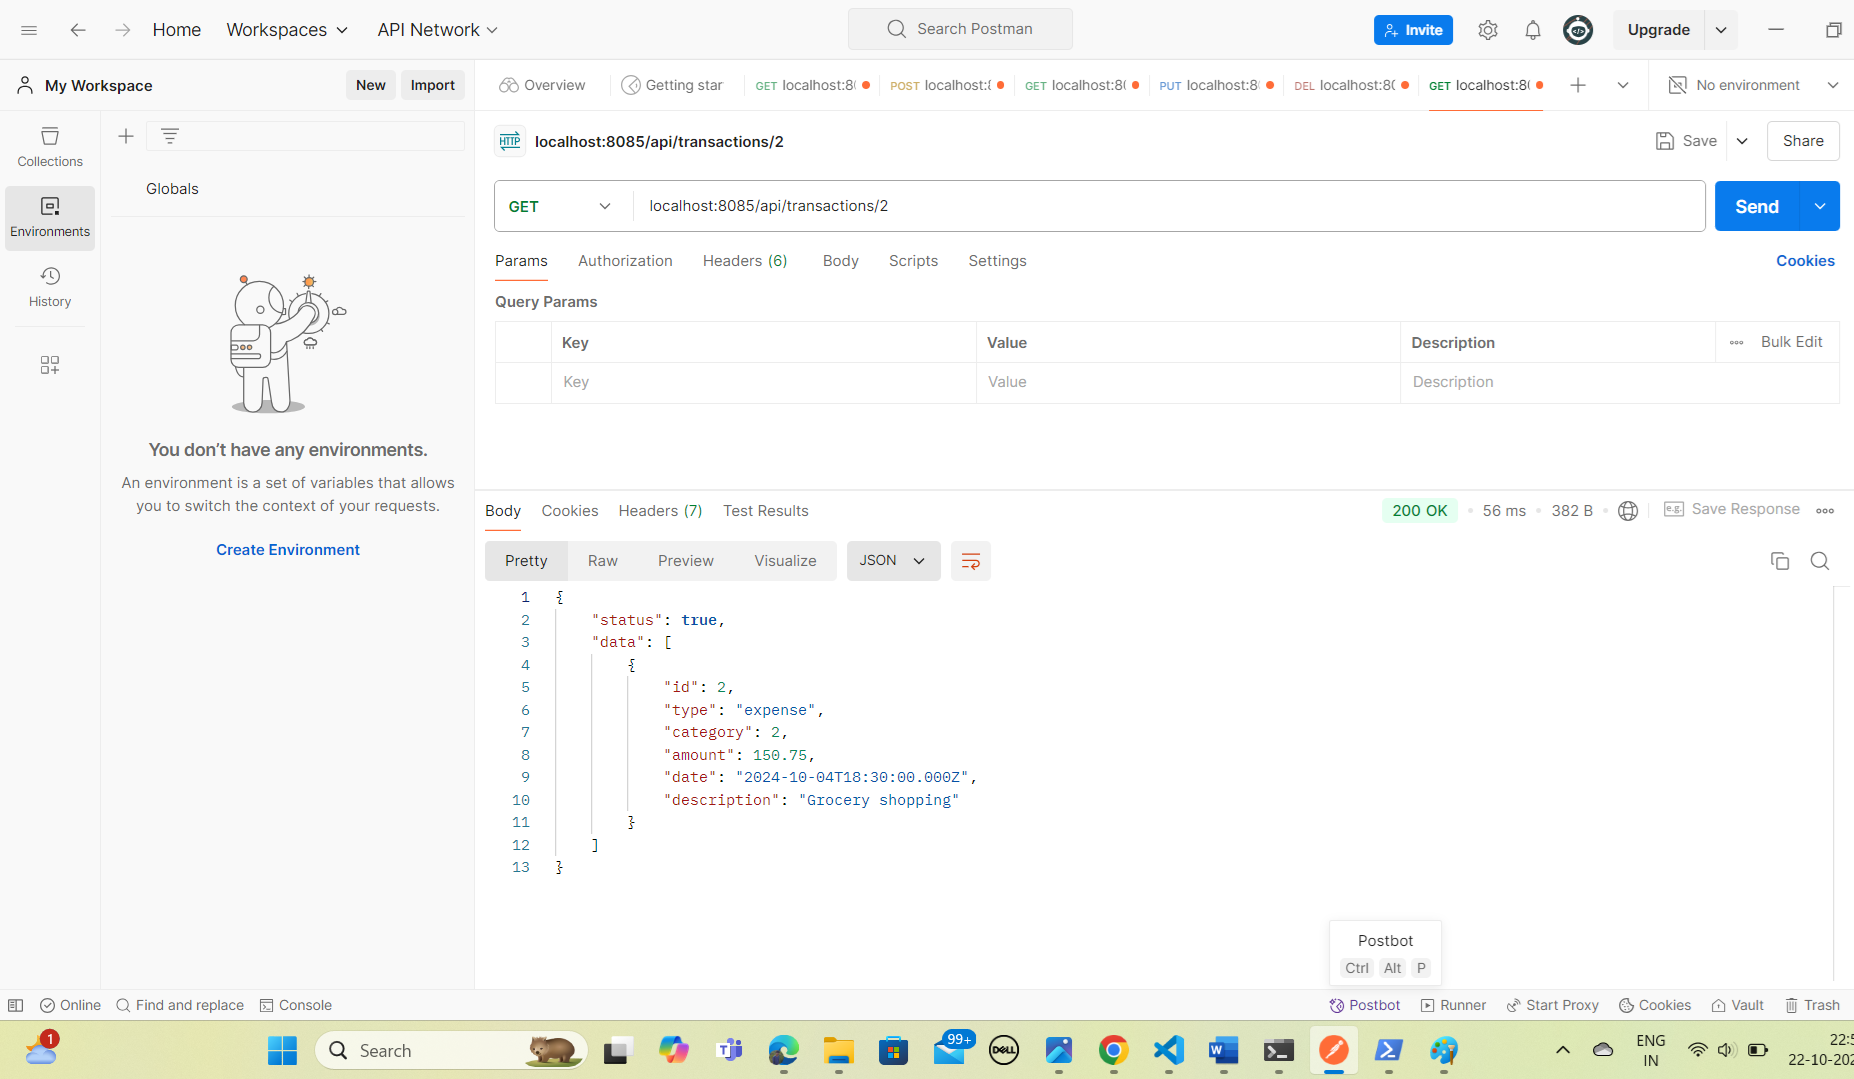 Home Workspaces API Network Search Postman Invite Upgrade
My Workspace New Import Overview Getting star GET localhost:80 POST localhost:8 GET localhost:80 PUT localhost:8 DEL localhost:80 GET localhost:80 No environment
Collections
Environments
History
Globals
You don’t have any environments.
An environment is a set of variables that allows
you to switch the context of your requests.
Create Environment
HTTP localhost:8085/api/transactions/2 Save Share
GET localhost:8085/api/transactions/2 Send
Params Authorization Headers (6) Body Scripts Settings Cookies
Query Params
Key Value Description Bulk Edit
Key Value Description
Body Cookies Headers (7) Test Results 200 OK 56 ms 382 B e.g. Save Response
Pretty Raw Preview Visualize JSON
1 {
2 "status": true,
3 "data": [
4 {
5 "id": 2,
6 "type": "expense",
7 "category": 2,
8 "amount": 150.75,
9 "date": "2024-10-04T18:30:00.000Z",
10 "description": "Grocery shopping"
11 }
12 ]
13 }
Postbot
Ctrl Alt P
Online Find and replace Console Postbot Runner Start Proxy Cookies Vault Trash
1 Search 99+ DELL ENG IN 22:5
22-10-202